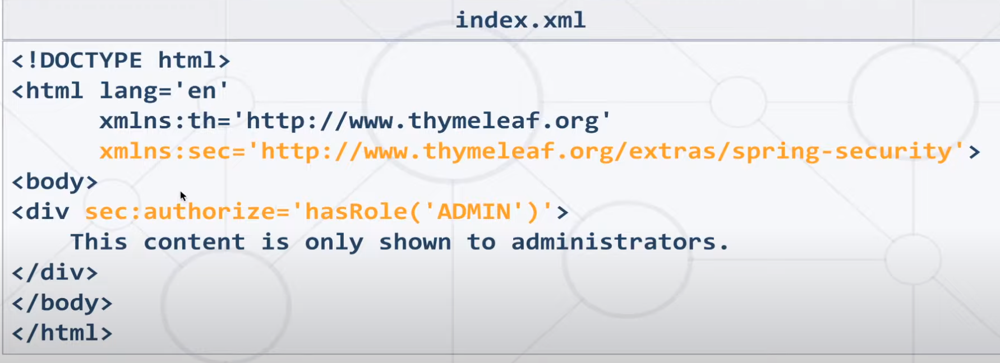 index.xml
<!DOCTYPE html>
<html lang='en'
      xmlns:th='http://www.thymeleaf.org'
      xmlns:sec='http://www.thymeleaf.org/extras/spring-security'>
<body>
<div sec:authorize='hasRole('ADMIN')'>
    This content is only shown to administrators.
</div>
</body>
</html>